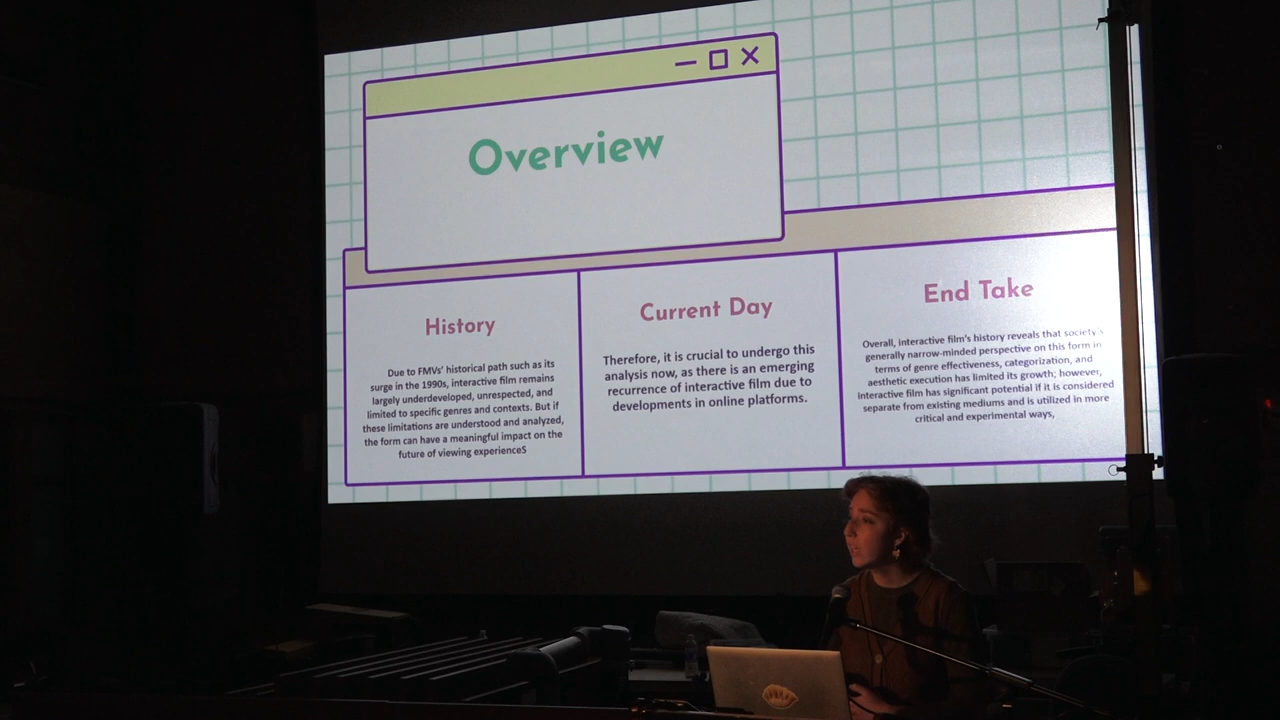 Overview
History
Due to FMVs' historical path such as its
surge in the 1990s, interactive film remains
largely underdeveloped, unrespected, and
limited to specific genres and contexts. But if
these limitations are understood and analyzed,
the form can have a meaningful impact on the
future of viewing experienceS
Current Day
Therefore, it is crucial to undergo this
analysis now, as there is an emerging
recurrence of interactive film due to
developments in online platforms.
End Take
Overall, interactive film's history reveals that society's
generally narrow-minded perspective on this form in
terms of genre effectiveness, categorization, and
aesthetic execution has limited its growth; however,
interactive film has significant potential if it is considered
separate from existing mediums and is utilized in more
critical and experimental ways,